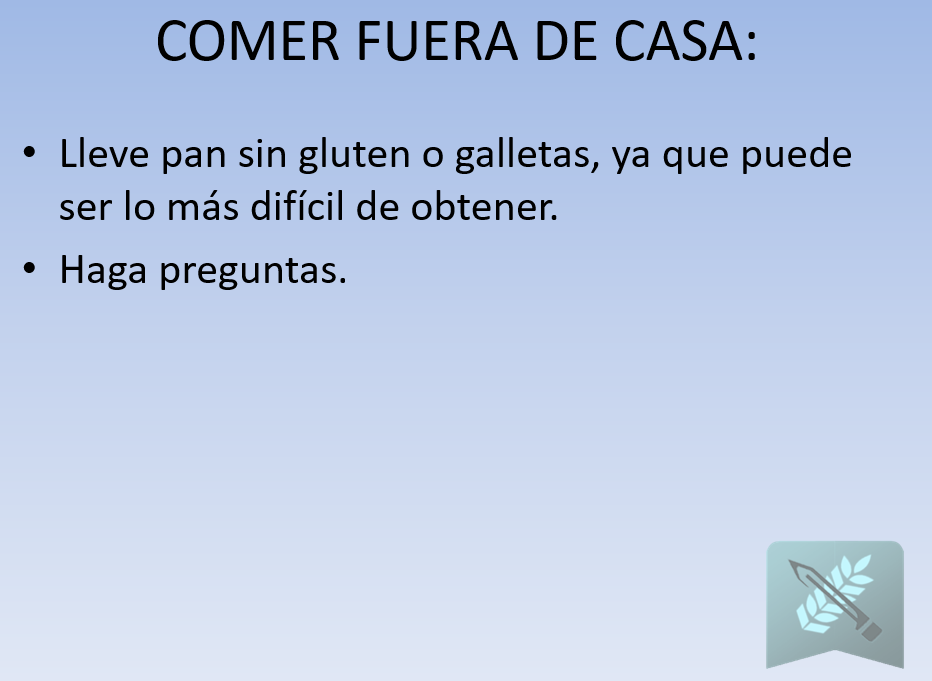 COMER FUERA DE CASA:
• Lleve pan sin gluten o galletas, ya que puede
ser lo más difícil de obtener.
• Haga preguntas.